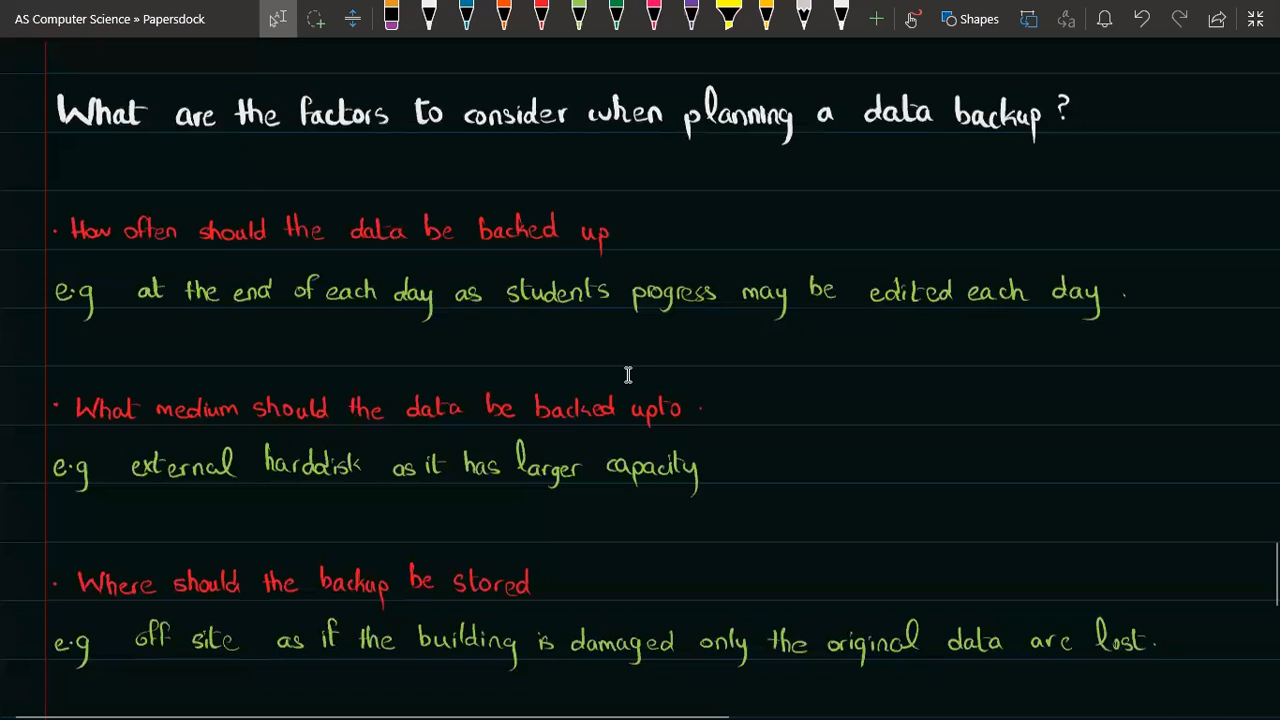 AS Computer Science » Papersdock
Shapes
What are the factors to consider when planning a data backup?
· How often should the data be backed up
e.g at the end of each day as students progress may be edited each day .
· What medium should the data be backed upto .
e.g external harddisk as it has larger capacity
· Where should the backup be stored
e.g off site as if the building is damaged only the original data are lost .